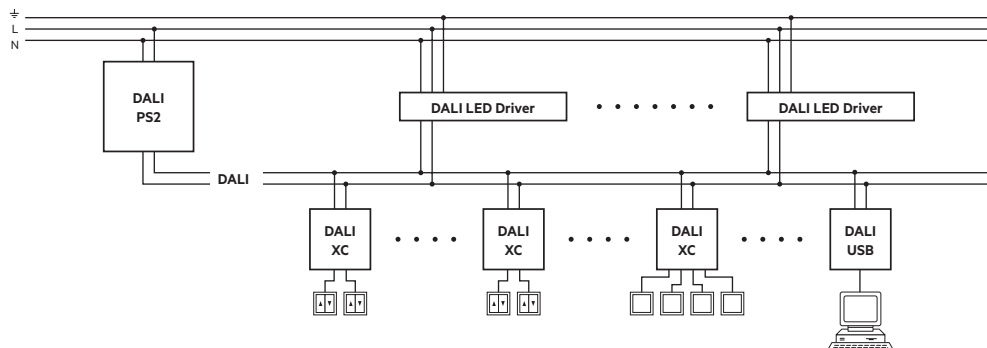 L
N
DALI
PS2
DALI LED Driver
DALI LED Driver
DALI
DALI
XC
DALI
XC
DALI
XC
DALI
USB